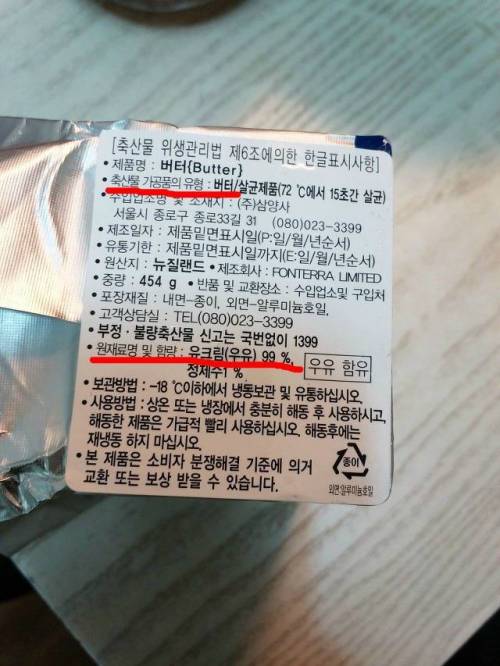 [축산물 위생관리법 제6조에의한 한글표시사항]
• 제품명 : 버터{Butter}
• 축산물 가공품의 유형 : 버터/살균제품(72 ℃에서 15초간 살균)
• 수입업소명 및 소재지 : (주)삼양사
서울시 종로구 종로33길 31 (080)023-3399
• 제조일자 : 제품밑면표시일(P:일/월/년순서)
• 유통기한 : 제품밑면표시일까지(E:일/월/년순서)
• 원산지 : 뉴질랜드 • 제조회사 : FONTERRA LIMITED
• 중량 : 454 g • 반품 및 교환장소 : 수입업소및 구입처
• 포장재질 : 내면-종이, 외면-알루미늄호일,
• 고객상담실 : TEL(080)023-3399
• 부정 · 불량축산물 신고는 국번없이 1399
• 원재료명 및 함량 : 유크림(우유) 99 %, 우유 함유
정제수1 %
• 보관방법 : -18 ℃이하에서 냉동보관 및 유통하십시오.
• 사용방법 : 상온 또는 냉장에서 충분히 해동 후 사용하시고,
해동한 제품은 가급적 빨리 사용하십시오. 해동후에는
재냉동 하지 마십시오.
• 본 제품은 소비자 분쟁해결 기준에 의거
교환 또는 보상 받을 수 있습니다.
종이
외면:알루미늄호일